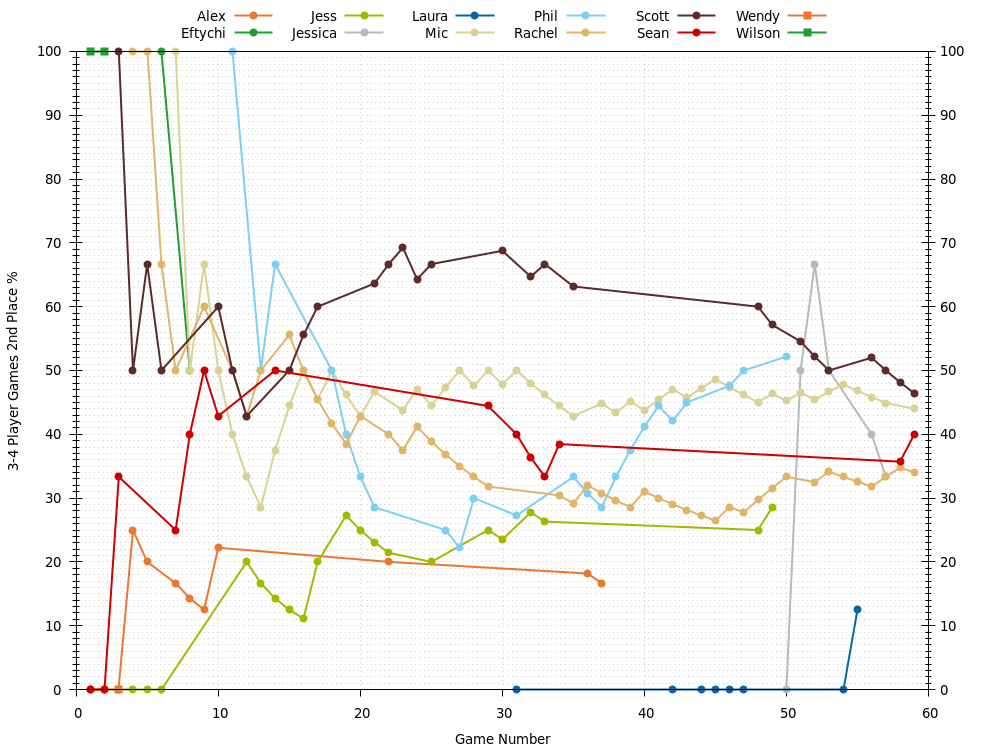 Alex Jess Laura Phil Scott Wendy
Eftychi Jessica Mic Rachel Sean Wilson
100 100
90 90
80 80
70 70
60 60
50 50
40 40
30 30
20 20
10 10
0 0
3-4 Player Games 2nd Place %
0 10 20 30 40 50 60
Game Number